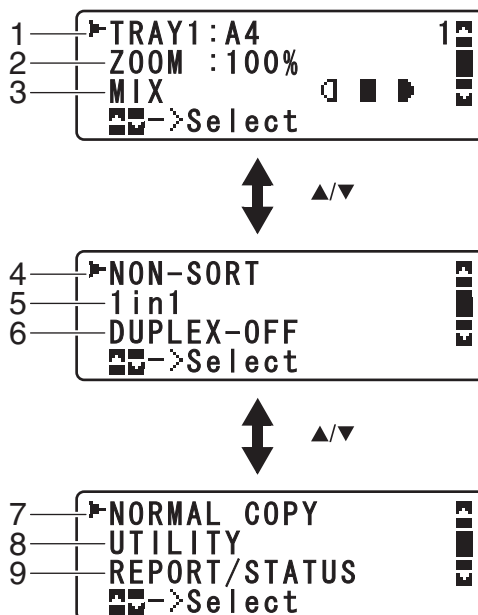 1 TRAY1:A4 1
2 ZOOM :100%
3 MIX
->Select
▲/▼
4 NON-SORT
5 1in1
6 DUPLEX-OFF
->Select
▲/▼
7 NORMAL COPY
8 UTILITY
9 REPORT/STATUS
->Select